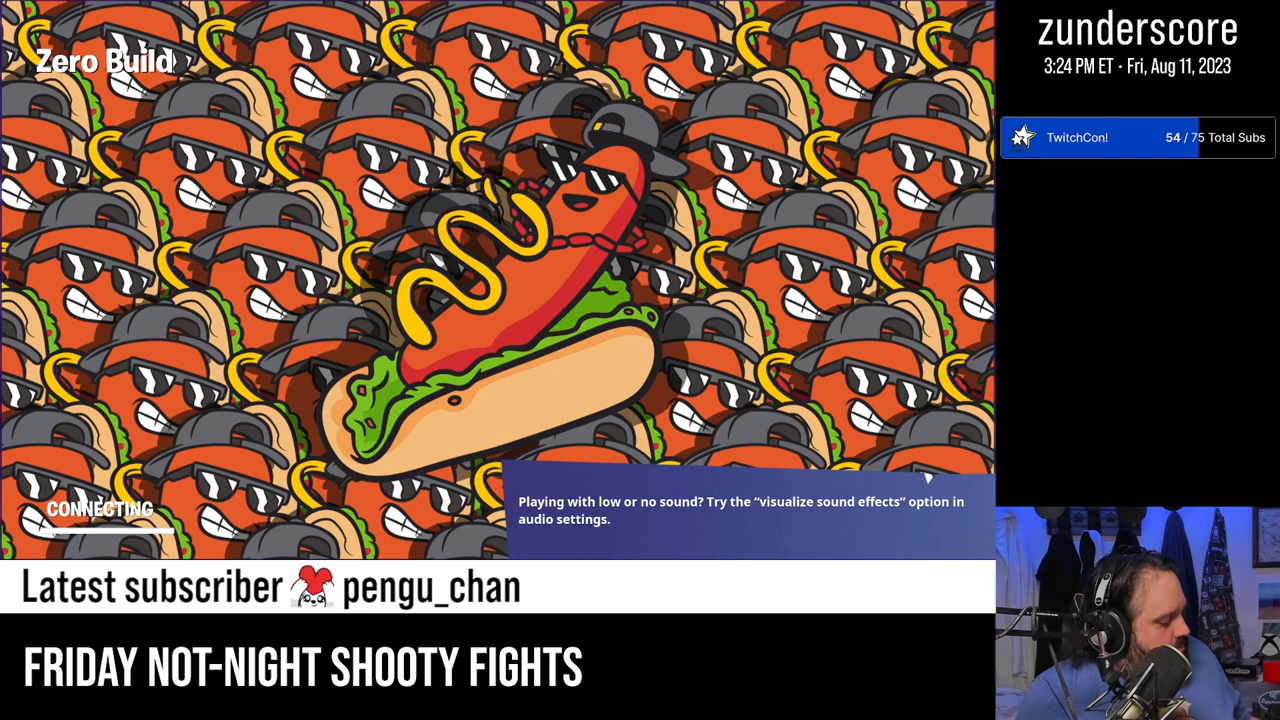 Zero Build
zunderscore
3:24 PM ET · Fri, Aug 11, 2023
TwitchCon!
54 / 75 Total Subs
CONNECTING
Playing with low or no sound? Try the “visualize sound effects” option in
audio settings.
Latest subscriber pengu_chan
FRIDAY NOT-NIGHT SHOOTY FIGHTS